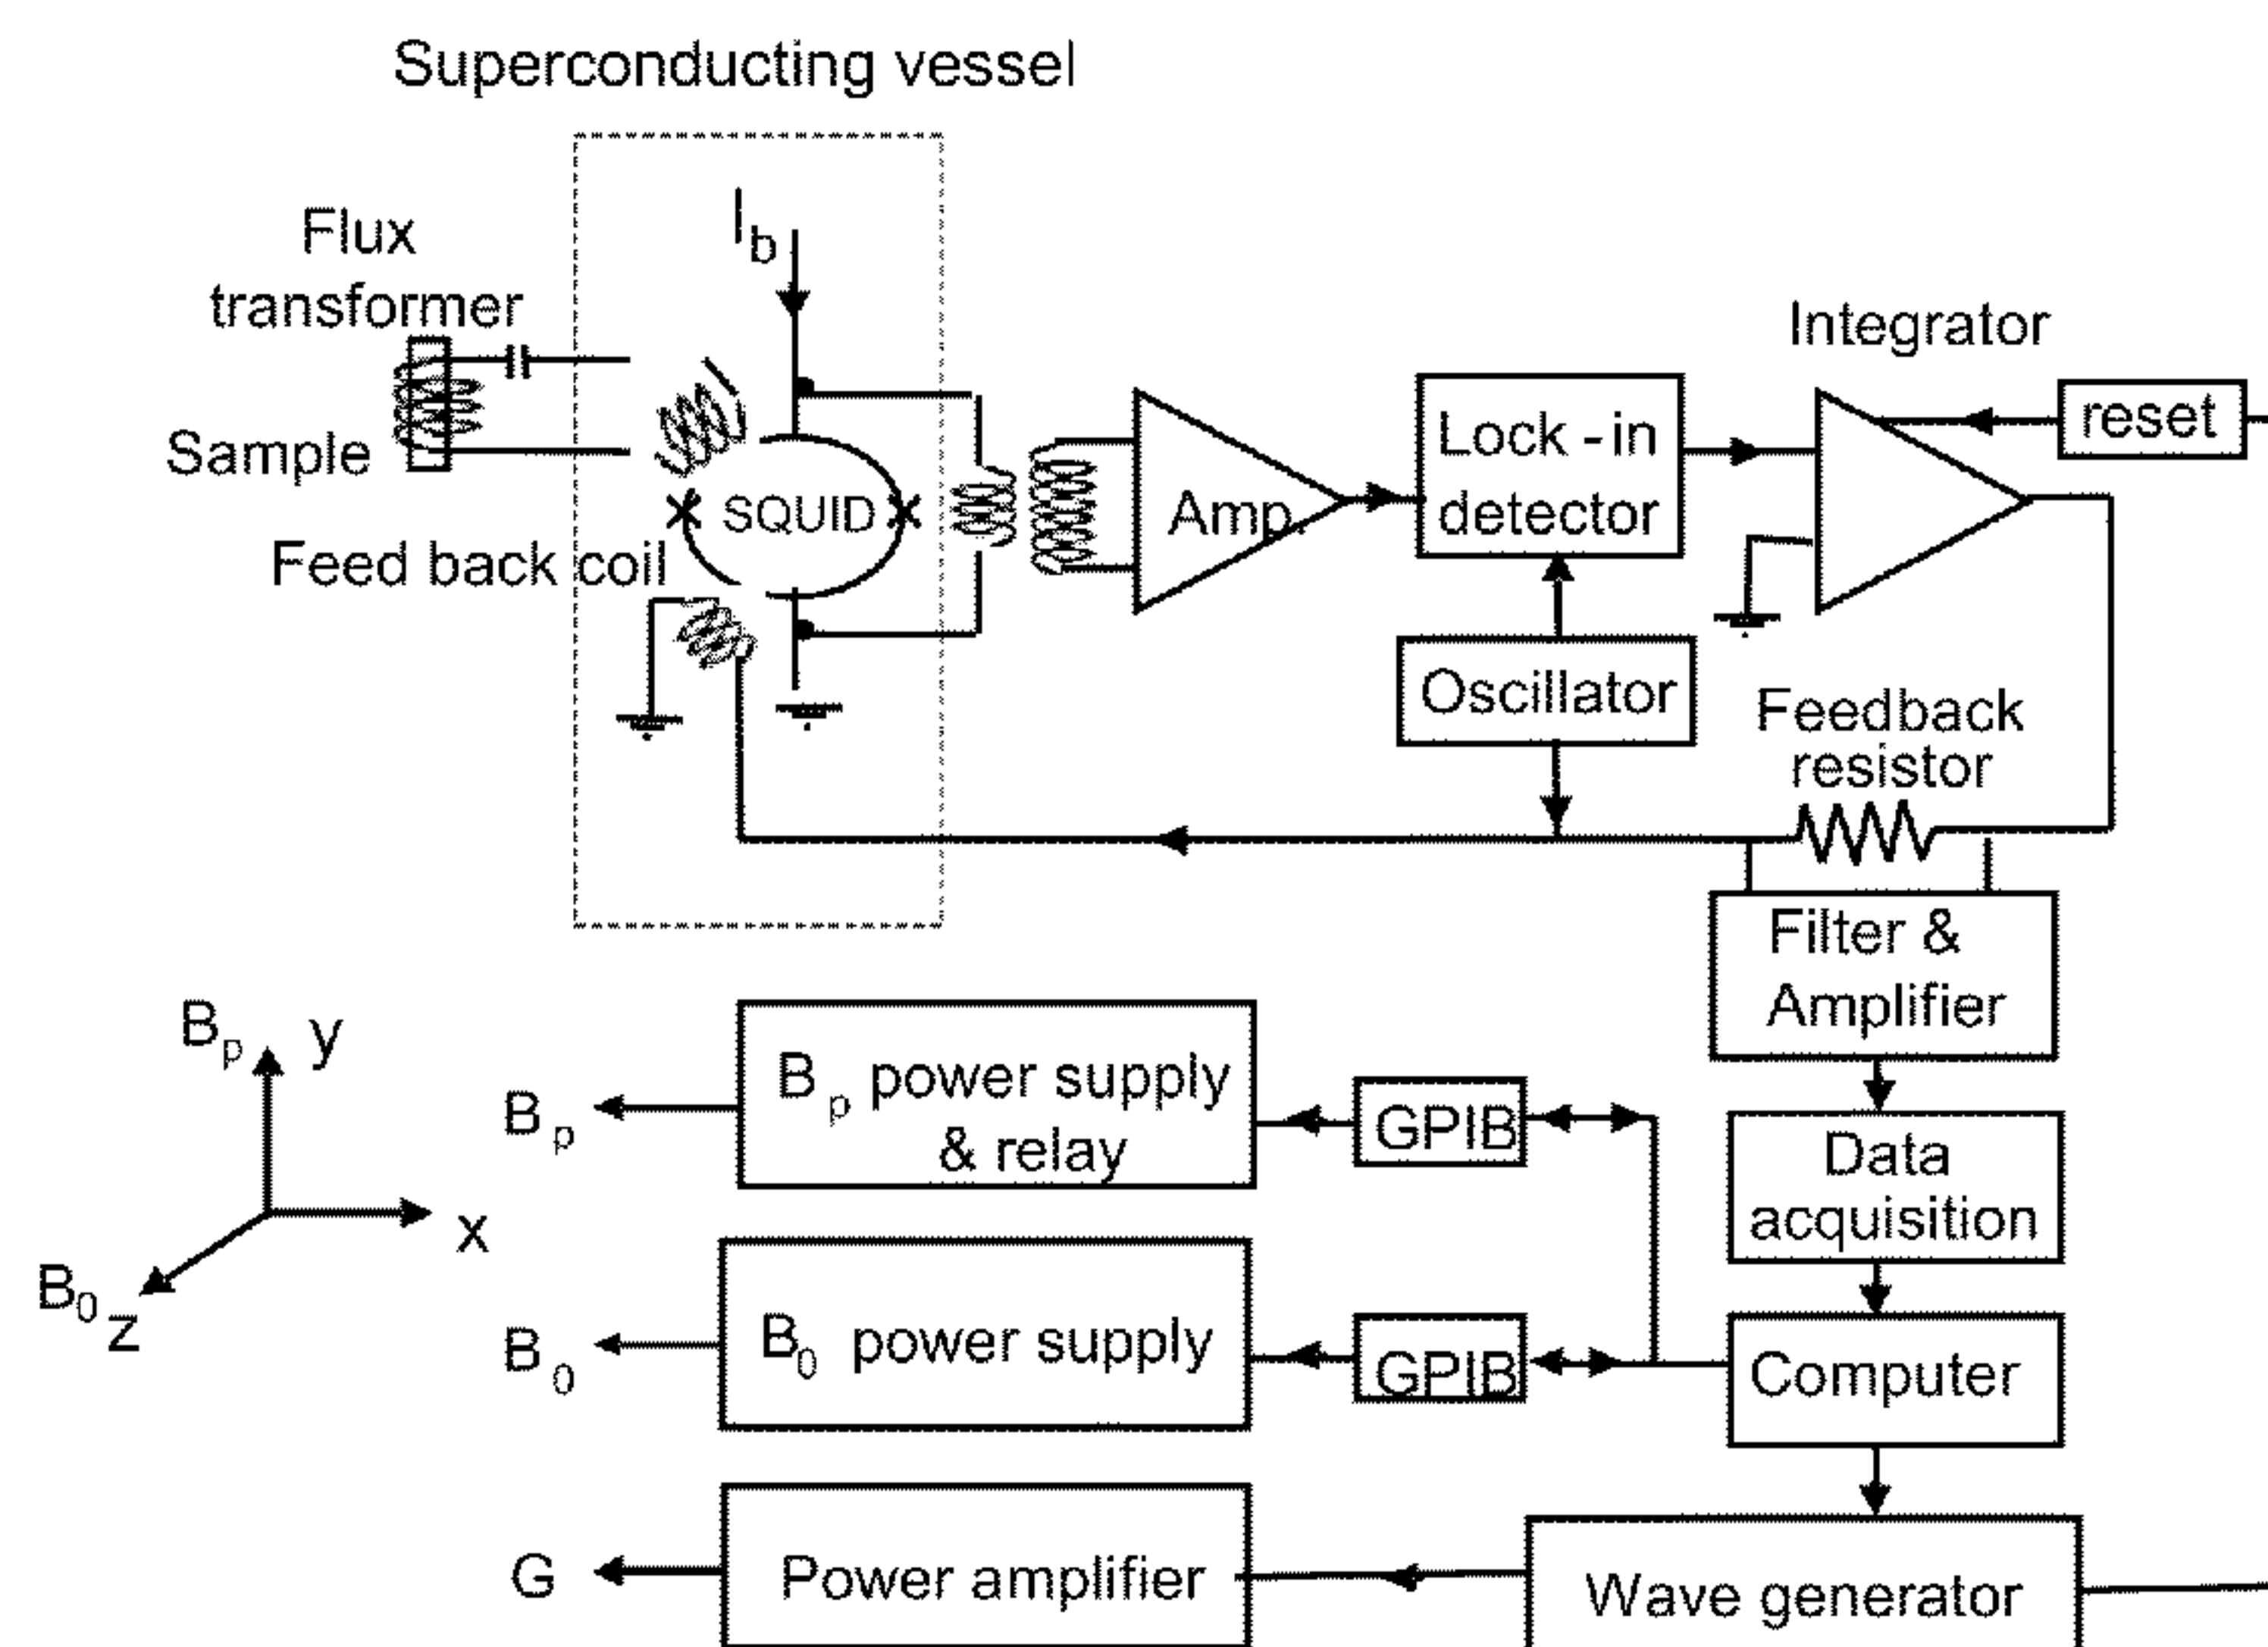 Superconducting vessel
Flux
transformer
I_b
Sample
SQUID
Feed back coil
Amp.
Lock -in
detector
Integrator
reset
Oscillator
Feedback
resistor
Filter &
Amplifier
B_p y
x
B_0 z
B_p
B_p power supply
& relay
GPIB
Data
acquisition
B_0
B_0 power supply
GPIB
Computer
G
Power amplifier
Wave generator